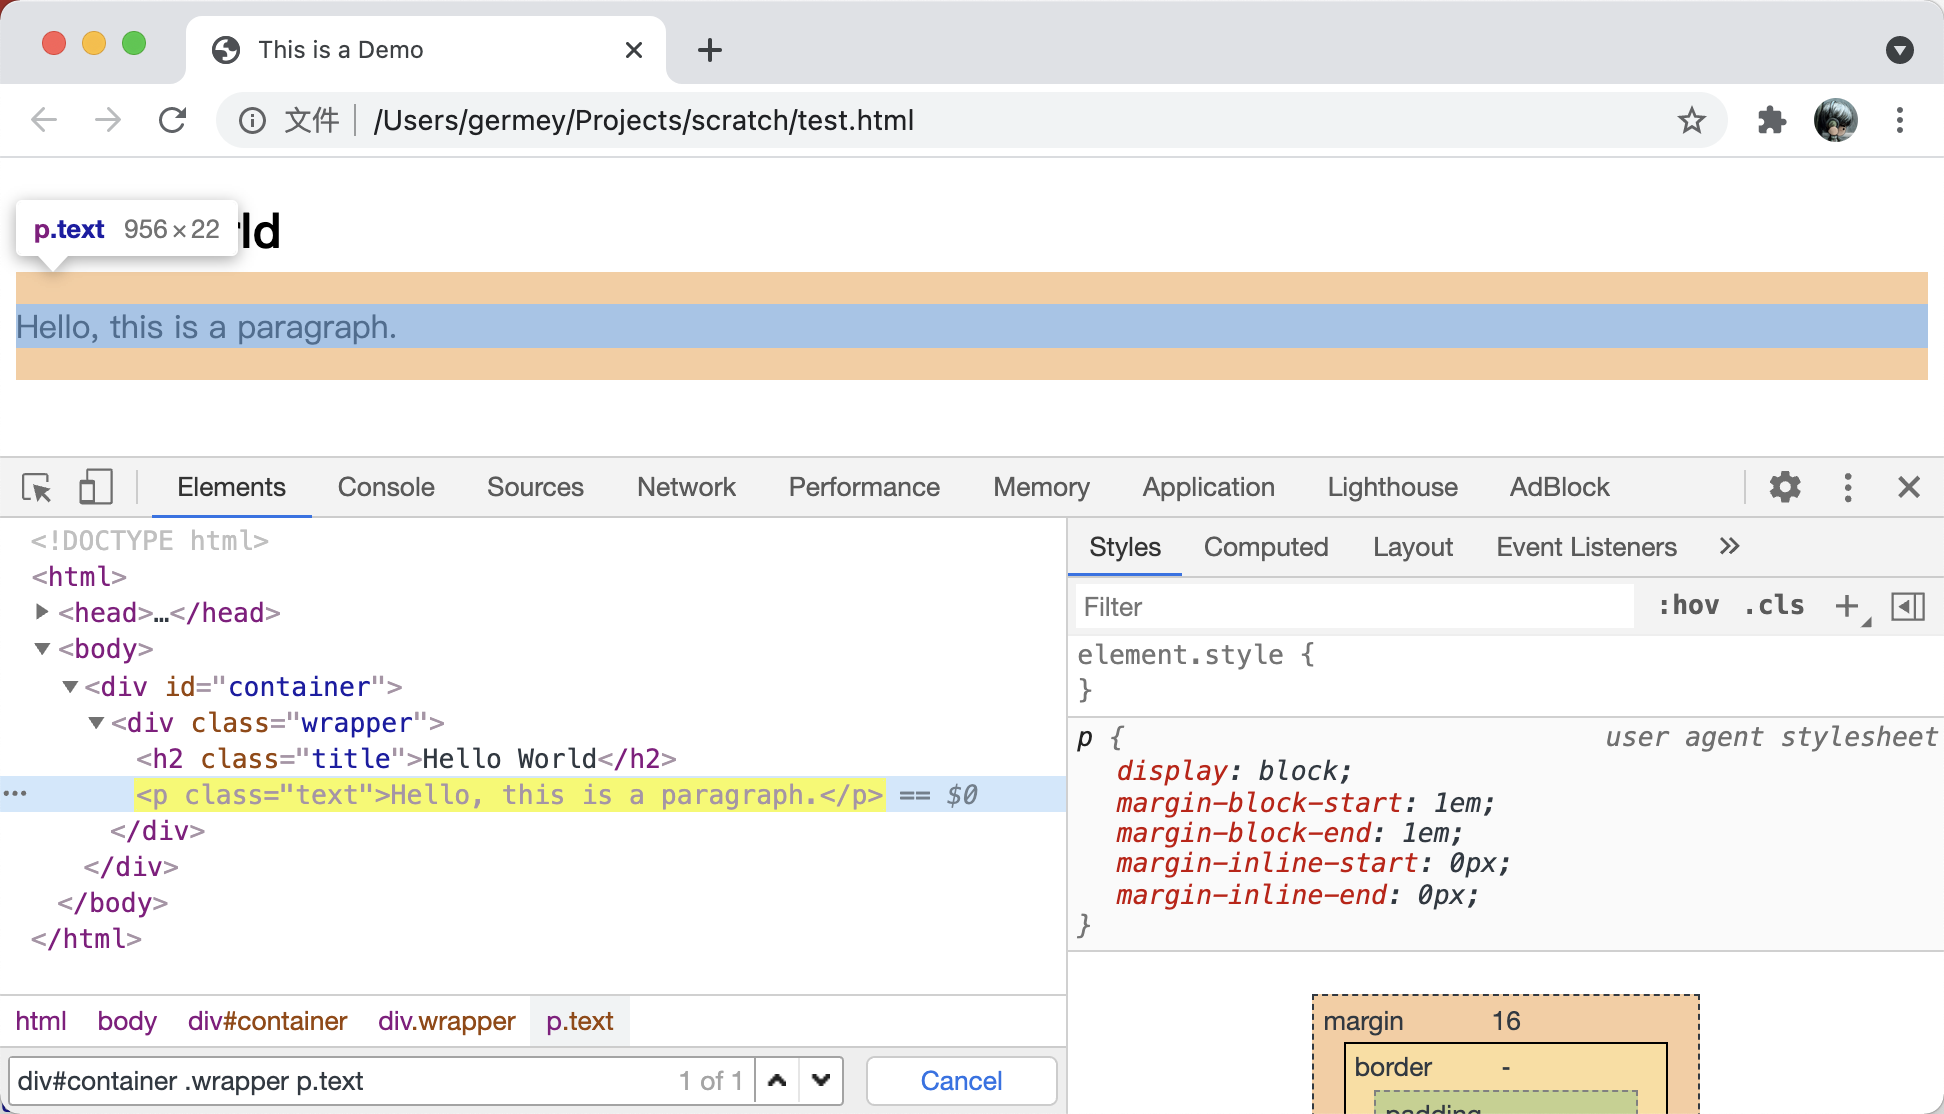 This is a Demo
文件 /Users/germey/Projects/scratch/test.html
p.text 956×22 rld
Hello, this is a paragraph.
Elements Console Sources Network Performance Memory Application Lighthouse AdBlock
<!DOCTYPE html>
<html>
<head>…</head>
<body>
<div id="container">
<div class="wrapper">
<h2 class="title">Hello World</h2>
<p class="text">Hello, this is a paragraph.</p> == $0
</div>
</div>
</body>
</html>
html body div#container div.wrapper p.text
div#container .wrapper p.text 1 of 1 Cancel
Styles Computed Layout Event Listeners »
Filter :hov .cls +
element.style {
}
p { user agent stylesheet
display: block;
margin-block-start: 1em;
margin-block-end: 1em;
margin-inline-start: 0px;
margin-inline-end: 0px;
}
margin 16
border -
padding